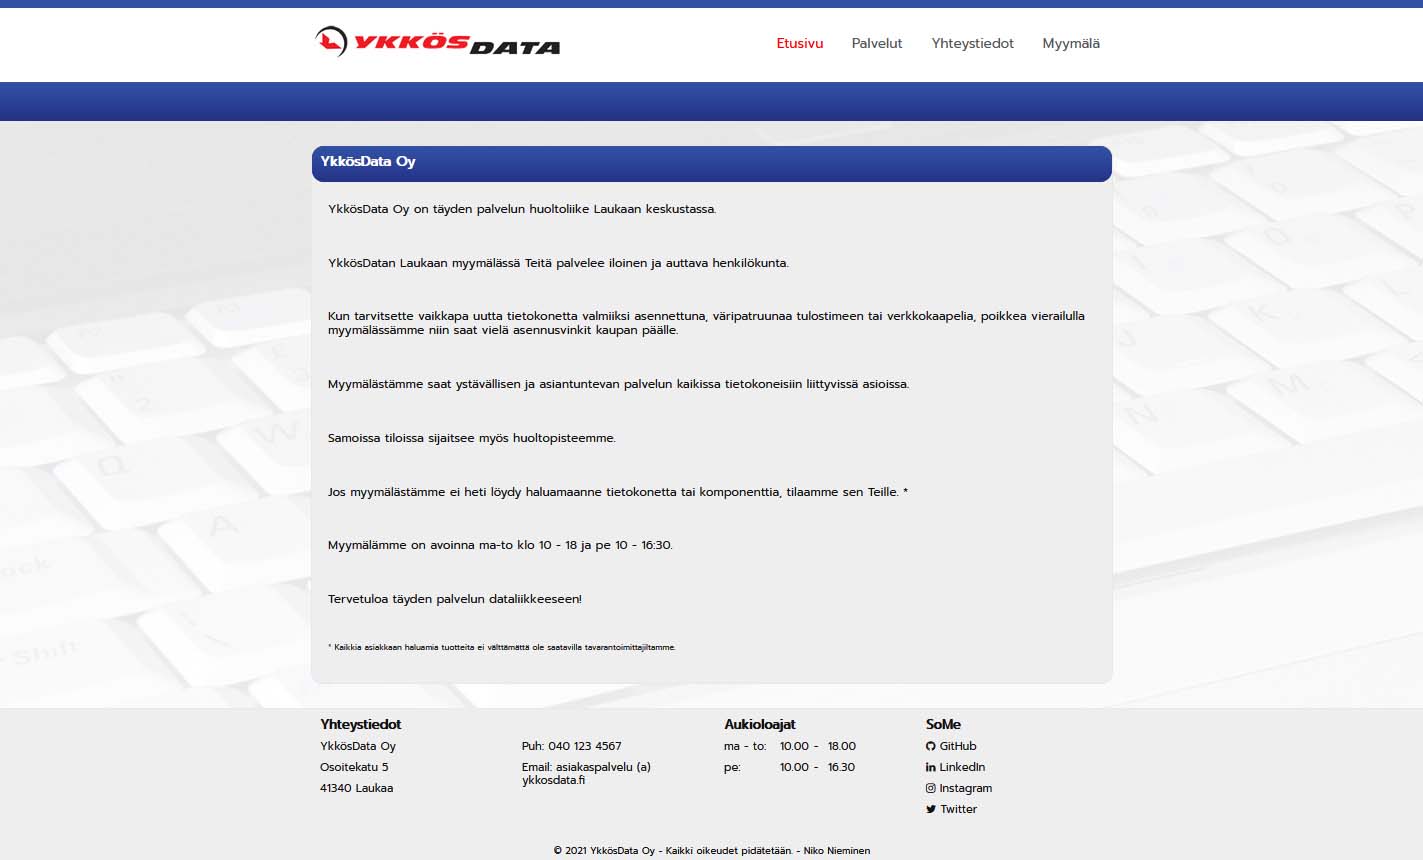 YKKÖSDATA
Etusivu Palvelut Yhteystiedot Myymälä
YkkösData Oy
YkkösData Oy on täyden palvelun huoltoliike Laukaan keskustassa.
YkkösDatan Laukaan myymälässä Teitä palvelee iloinen ja auttava henkilökunta.
Kun tarvitsette vaikkapa uutta tietokonetta valmiiksi asennettuna, väripatruunaa tulostimeen tai verkkokaapelia, poikkea vierailulla
myymälässämme niin saat vielä asennusvinkit kaupan päälle.
Myymälästämme saat ystävällisen ja asiantuntevan palvelun kaikissa tietokoneisiin liittyvissä asioissa.
Samoissa tiloissa sijaitsee myös huoltopisteemme.
Jos myymälästämme ei heti löydy haluamaanne tietokonetta tai komponenttia, tilaamme sen Teille. *
Myymälämme on avoinna ma-to klo 10 - 18 ja pe 10 - 16:30.
Tervetuloa täyden palvelun dataliikkeeseen!
* Kaikkia asiakkaan haluamia tuotteita ei välttämättä ole saatavilla tavarantoimittajiltamme.
Yhteystiedot
YkkösData Oy
Osoitekatu 5
41340 Laukaa
Puh: 040 123 4567
Email: asiakaspalvelu (a)
ykkosdata.fi
Aukioloajat
ma - to: 10.00 - 18.00
pe: 10.00 - 16.30
SoMe
GitHub
LinkedIn
Instagram
Twitter
© 2021 YkkösData Oy - Kaikki oikeudet pidätetään. - Niko Nieminen